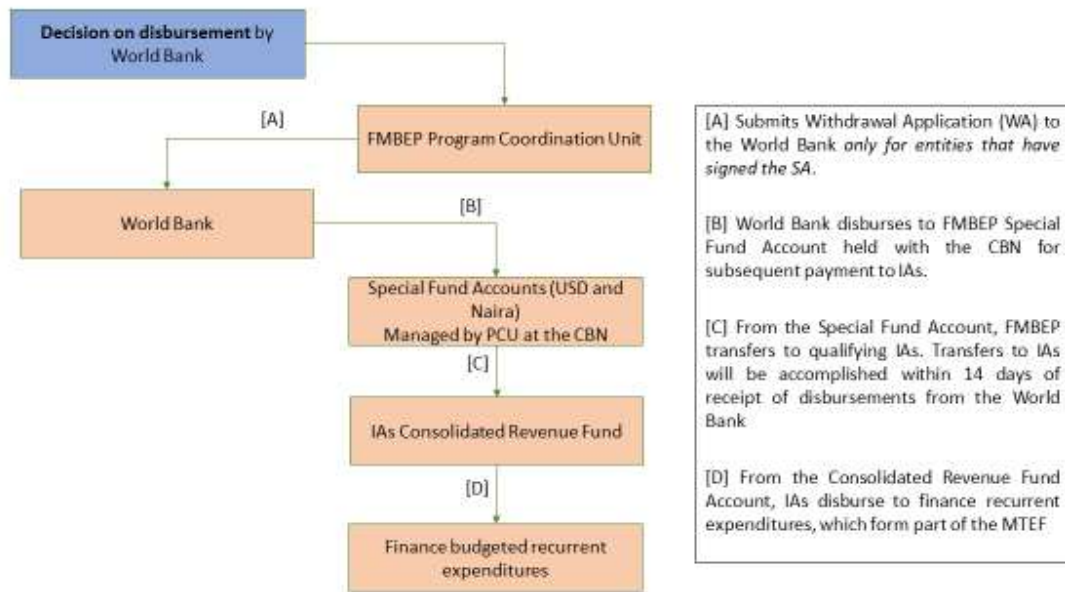 Decision on disbursement by
World Bank
[A]
FMBEP Program Coordination Unit
World Bank
[B]
Special Fund Accounts (USD and
Naira)
Managed by PCU at the CBN
[C]
IAs Consolidated Revenue Fund
[D]
Finance budgeted recurrent
expenditures
[A] Submits Withdrawal Application (WA) to
the World Bank only for entities that have
signed the SA.
[B] World Bank disburses to FMBEP Special
Fund Account held with the CBN for
subsequent payment to IAs.
[C] From the Special Fund Account, FMBEP
transfers to qualifying IAs. Transfers to IAs
will be accomplished within 14 days of
receipt of disbursements from the World
Bank
[D] From the Consolidated Revenue Fund
Account, IAs disburse to finance recurrent
expenditures, which form part of the MTEF